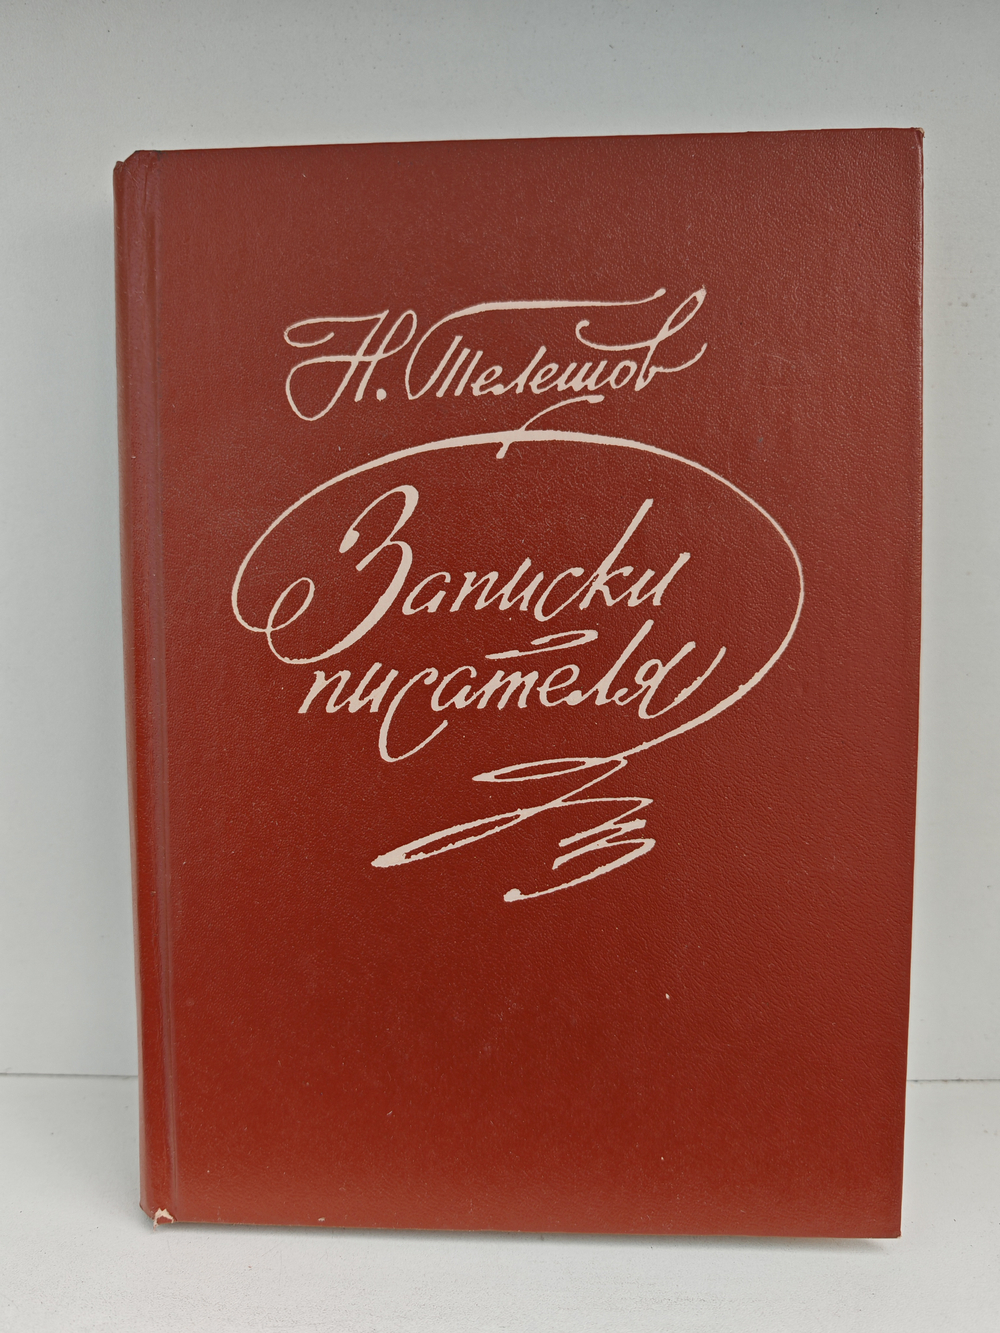 Н. Телешов
Записки
писателя